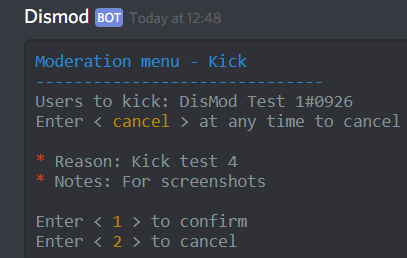 Dismod BOT Today at 12:48
Moderation menu - Kick
------------------------------
Users to kick: DisMod Test 1#0926
Enter < cancel > at any time to cancel
* Reason: Kick test 4
* Notes: For screenshots
Enter < 1 > to confirm
Enter < 2 > to cancel